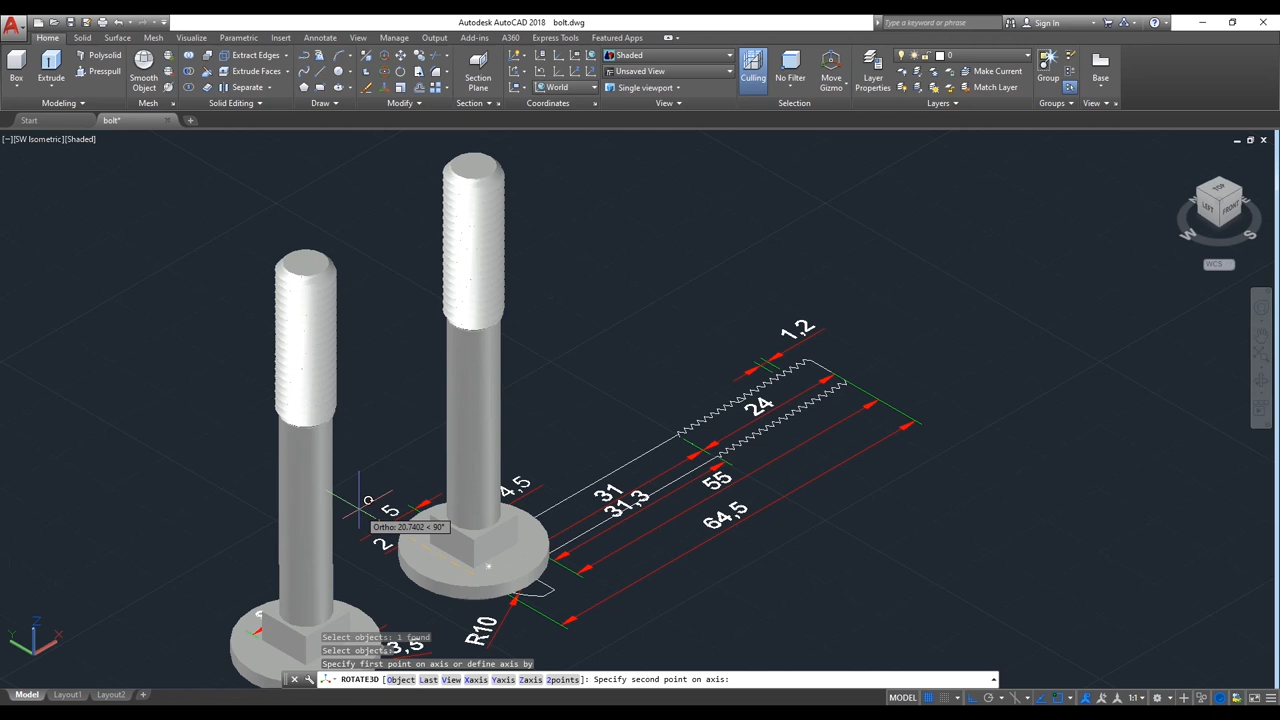 Autodesk AutoCAD 2018 bolt.dwg
Type a keyword or phrase
Sign In
Home Solid Surface Mesh Visualize Parametric Insert Annotate View Manage Output Add-ins A360 Express Tools Featured Apps
Box
Extrude
Polysolid
Presspull
Smooth Object
Extract Edges
Extrude Faces
Separate
Section Plane
World
Shaded
Unsaved View
Single viewport
Culling
No Filter
Move Gizmo
Layer Properties
0
Make Current
Match Layer
Group
Base
Modeling
Mesh
Solid Editing
Draw
Modify
Section
Coordinates
View
Selection
Layers
Groups
View
Start
bolt*
[−][SW Isometric][Shaded]
TOP
LEFT
FRONT
W
S
WCS
1,2
24
4,5
5
31
31,3
55
64,5
2
R10
3,5
Ortho: 20.7402 < 90°
Z
Y
X
Select objects: 1 found
Select objects:
Specify first point on axis or define axis by
ROTATE3D [Object Last View Xaxis Yaxis Zaxis 2points]: Specify second point on axis:
Model Layout1 Layout2
MODEL
1:1